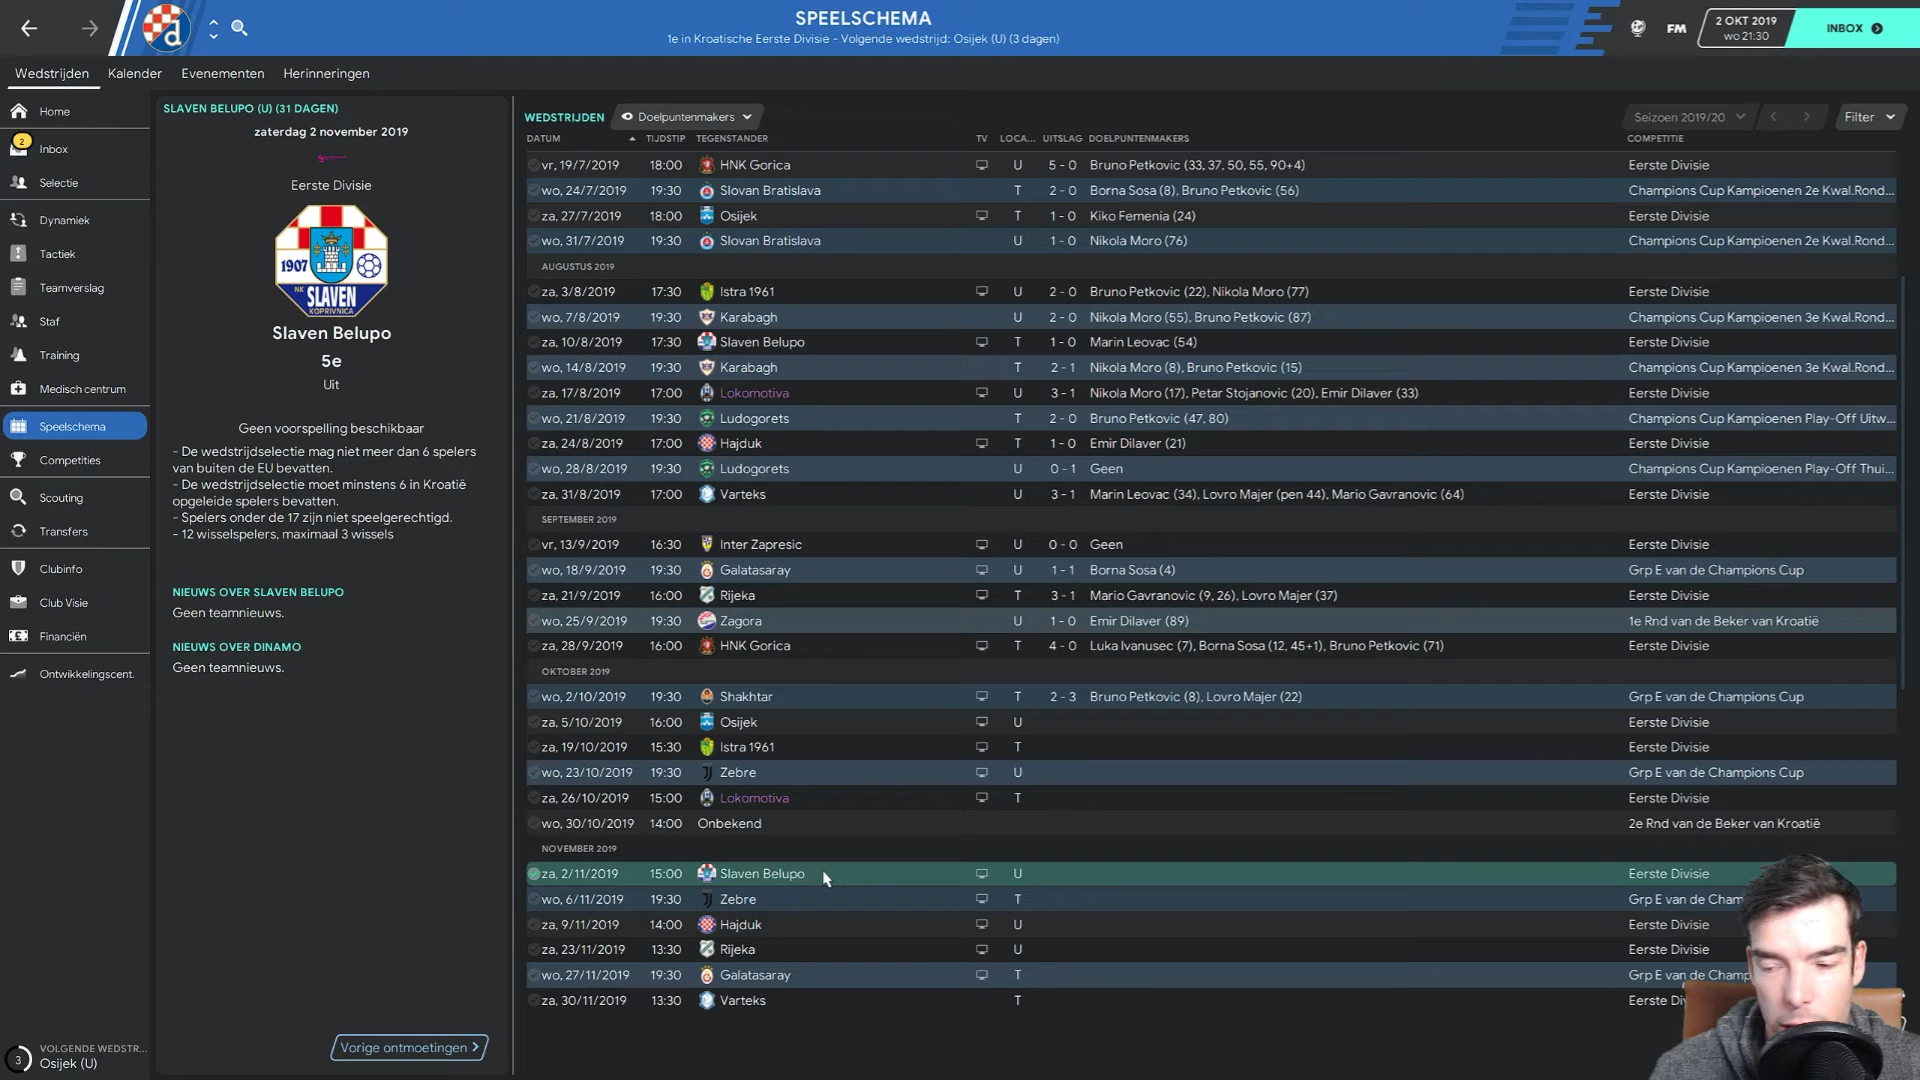 SPEELSCHEMA
1e in Kroatische Eerste Divisie - Volgende wedstrijd: Osijek (U) (3 dagen)
FM
2 OKT 2019
wo 21:30
INBOX
Wedstrijden Kalender Evenementen Herinneringen
Home
2
Inbox
Selectie
Dynamiek
Tactiek
Teamverslag
Staf
Training
Medisch centrum
Speelschema
Competities
Scouting
Transfers
Clubinfo
Club Visie
Financiën
Ontwikkelingscent.
3
VOLGENDE WEDSTR...
Osijek (U)
SLAVEN BELUPO (U) (31 DAGEN)
zaterdag 2 november 2019
Eerste Divisie
1907
NK
SLAVEN
KOPRIVNICA
Slaven Belupo
5e
Uit
Geen voorspelling beschikbaar
- De wedstrijdselectie mag niet meer dan 6 spelers
van buiten de EU bevatten.
- De wedstrijdselectie moet minstens 6 in Kroatië
opgeleide spelers bevatten.
- Spelers onder de 17 zijn niet speelgerechtigd.
- 12 wisselspelers, maximaal 3 wissels
NIEUWS OVER SLAVEN BELUPO
Geen teamnieuws.
NIEUWS OVER DINAMO
Geen teamnieuws.
Vorige ontmoetingen
WEDSTRIJDEN Doelpuntenmakers Seizoen 2019/20 Filter
DATUM TIJDSTIP TEGENSTANDER TV LOCA... UITSLAG DOELPUNTENMAKERS COMPETITIE
vr, 19/7/2019 18:00 HNK Gorica U 5 - 0 Bruno Petkovic (33, 37, 50, 55, 90+4) Eerste Divisie
wo, 24/7/2019 19:30 Slovan Bratislava T 2 - 0 Borna Sosa (8), Bruno Petkovic (56) Champions Cup Kampioenen 2e Kwal.Rond...
za, 27/7/2019 18:00 Osijek T 1 - 0 Kiko Femenia (24) Eerste Divisie
wo, 31/7/2019 19:30 Slovan Bratislava U 1 - 0 Nikola Moro (76) Champions Cup Kampioenen 2e Kwal.Rond...
AUGUSTUS 2019
za, 3/8/2019 17:30 Istra 1961 U 2 - 0 Bruno Petkovic (22), Nikola Moro (77) Eerste Divisie
wo, 7/8/2019 19:30 Karabagh U 2 - 0 Nikola Moro (55), Bruno Petkovic (87) Champions Cup Kampioenen 3e Kwal.Rond...
za, 10/8/2019 17:30 Slaven Belupo T 1 - 0 Marin Leovac (54) Eerste Divisie
wo, 14/8/2019 19:30 Karabagh T 2 - 1 Nikola Moro (8), Bruno Petkovic (15) Champions Cup Kampioenen 3e Kwal.Rond...
za, 17/8/2019 17:00 Lokomotiva U 3 - 1 Nikola Moro (17), Petar Stojanovic (20), Emir Dilaver (33) Eerste Divisie
wo, 21/8/2019 19:30 Ludogorets T 2 - 0 Bruno Petkovic (47, 80) Champions Cup Kampioenen Play-Off Uitw...
za, 24/8/2019 17:00 Hajduk T 1 - 0 Emir Dilaver (21) Eerste Divisie
wo, 28/8/2019 19:30 Ludogorets U 0 - 1 Geen Champions Cup Kampioenen Play-Off Thui...
za, 31/8/2019 17:00 Varteks U 3 - 1 Marin Leovac (34), Lovro Majer (pen 44), Mario Gavranovic (64) Eerste Divisie
SEPTEMBER 2019
vr, 13/9/2019 16:30 Inter Zapresic U 0 - 0 Geen Eerste Divisie
wo, 18/9/2019 19:30 Galatasaray U 1 - 1 Borna Sosa (4) Grp E van de Champions Cup
za, 21/9/2019 16:00 Rijeka T 3 - 1 Mario Gavranovic (9, 26), Lovro Majer (37) Eerste Divisie
wo, 25/9/2019 19:30 Zagora U 1 - 0 Emir Dilaver (89) 1e Rnd van de Beker van Kroatië
za, 28/9/2019 16:00 HNK Gorica T 4 - 0 Luka Ivanusec (7), Borna Sosa (12, 45+1), Bruno Petkovic (71) Eerste Divisie
OKTOBER 2019
wo, 2/10/2019 19:30 Shakhtar T 2 - 3 Bruno Petkovic (8), Lovro Majer (22) Grp E van de Champions Cup
za, 5/10/2019 16:00 Osijek U Eerste Divisie
za, 19/10/2019 15:30 Istra 1961 T Eerste Divisie
wo, 23/10/2019 19:30 Zebre U Grp E van de Champions Cup
za, 26/10/2019 15:00 Lokomotiva T Eerste Divisie
wo, 30/10/2019 14:00 Onbekend 2e Rnd van de Beker van Kroatië
NOVEMBER 2019
za, 2/11/2019 15:00 Slaven Belupo U Eerste Divisie
wo, 6/11/2019 19:30 Zebre T Grp E van de Cham
za, 9/11/2019 14:00 Hajduk U Eerste Divisie
za, 23/11/2019 13:30 Rijeka U Eerste Divisie
wo, 27/11/2019 19:30 Galatasaray T Grp E van de Champ
za, 30/11/2019 13:30 Varteks T Eerste Di